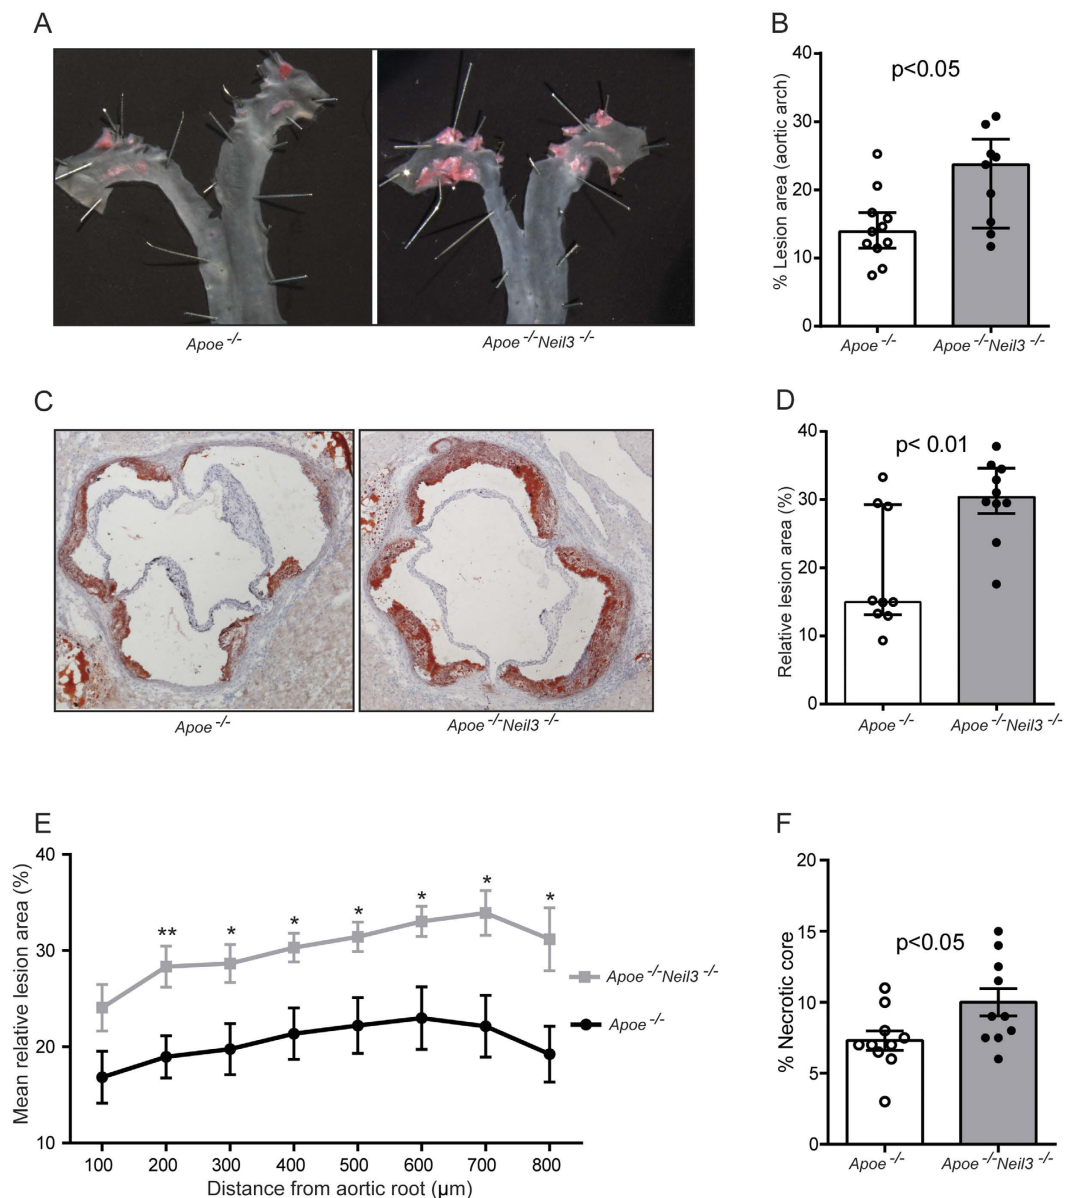 A
Apoe -/-
Apoe -/-Neil3 -/-
B
% Lesion area (aortic arch)
40
30
20
10
0
p<0.05
Apoe -/-
Apoe -/-Neil3 -/-
C
Apoe -/-
Apoe -/-Neil3 -/-
D
Relative lesion area (%)
40
30
20
10
0
p< 0.01
Apoe -/-
Apoe -/-Neil3 -/-
E
Mean relative lesion area (%)
40
30
20
10
** * * * * * *
Apoe -/-Neil3 -/-
Apoe -/-
100 200 300 400 500 600 700 800
Distance from aortic root (µm)
F
% Necrotic core
20
15
10
5
0
p<0.05
Apoe -/-
Apoe -/-Neil3 -/-